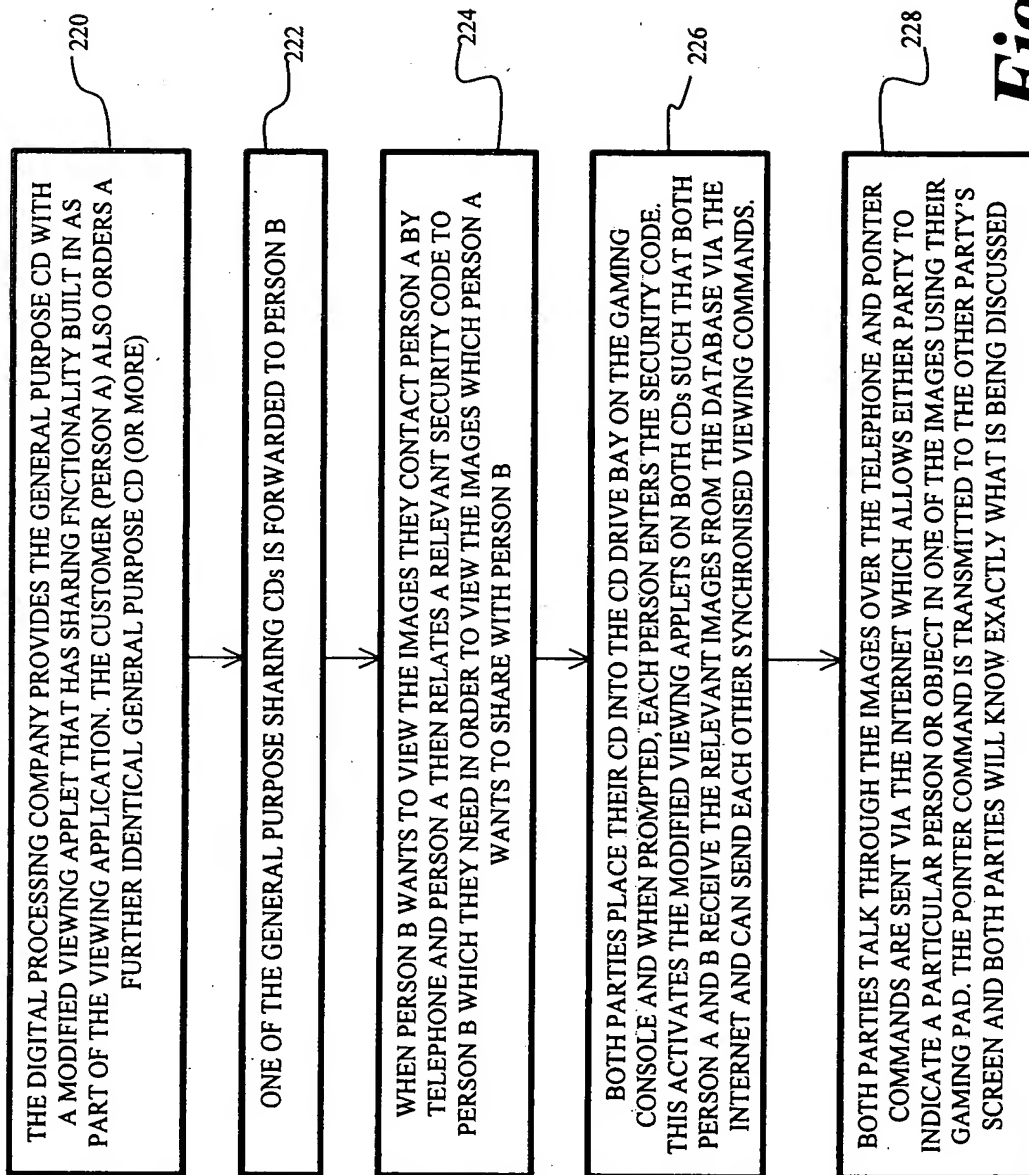 THE DIGITAL PROCESSING COMPANY PROVIDES THE GENERAL PURPOSE CD WITH
A MODIFIED VIEWING APPLET THAT HAS SHARING FNCTIONALITY BUILT IN AS
PART OF THE VIEWING APPLICATION. THE CUSTOMER (PERSON A) ALSO ORDERS A
FURTHER IDENTICAL GENERAL PURPOSE CD (OR MORE)
220
ONE OF THE GENERAL PURPOSE SHARING CDs IS FORWARDED TO PERSON B
222
WHEN PERSON B WANTS TO VIEW THE IMAGES THEY CONTACT PERSON A BY
TELEPHONE AND PERSON A THEN RELATES A RELEVANT SECURITY CODE TO
PERSON B WHICH THEY NEED IN ORDER TO VIEW THE IMAGES WHICH PERSON A
WANTS TO SHARE WITH PERSON B
224
BOTH PARTIES PLACE THEIR CD INTO THE CD DRIVE BAY ON THE GAMING
CONSOLE AND WHEN PROMPTED, EACH PERSON ENTERS THE SECURITY CODE.
THIS ACTIVATES THE MODIFIED VIEWING APPLETS ON BOTH CDs SUCH THAT BOTH
PERSON A AND B RECEIVE THE RELEVANT IMAGES FROM THE DATABASE VIA THE
INTERNET AND CAN SEND EACH OTHER SYNCHRONISED VIEWING COMMANDS.
226
BOTH PARTIES TALK THROUGH THE IMAGES OVER THE TELEPHONE AND POINTER
COMMANDS ARE SENT VIA THE INTERNET WHICH ALLOWS EITHER PARTY TO
INDICATE A PARTICULAR PERSON OR OBJECT IN ONE OF THE IMAGES USING THEIR
GAMING PAD. THE POINTER COMMAND IS TRANSMITTED TO THE OTHER PARTY'S
SCREEN AND BOTH PARTIES WILL KNOW EXACTLY WHAT IS BEING DISCUSSED
228